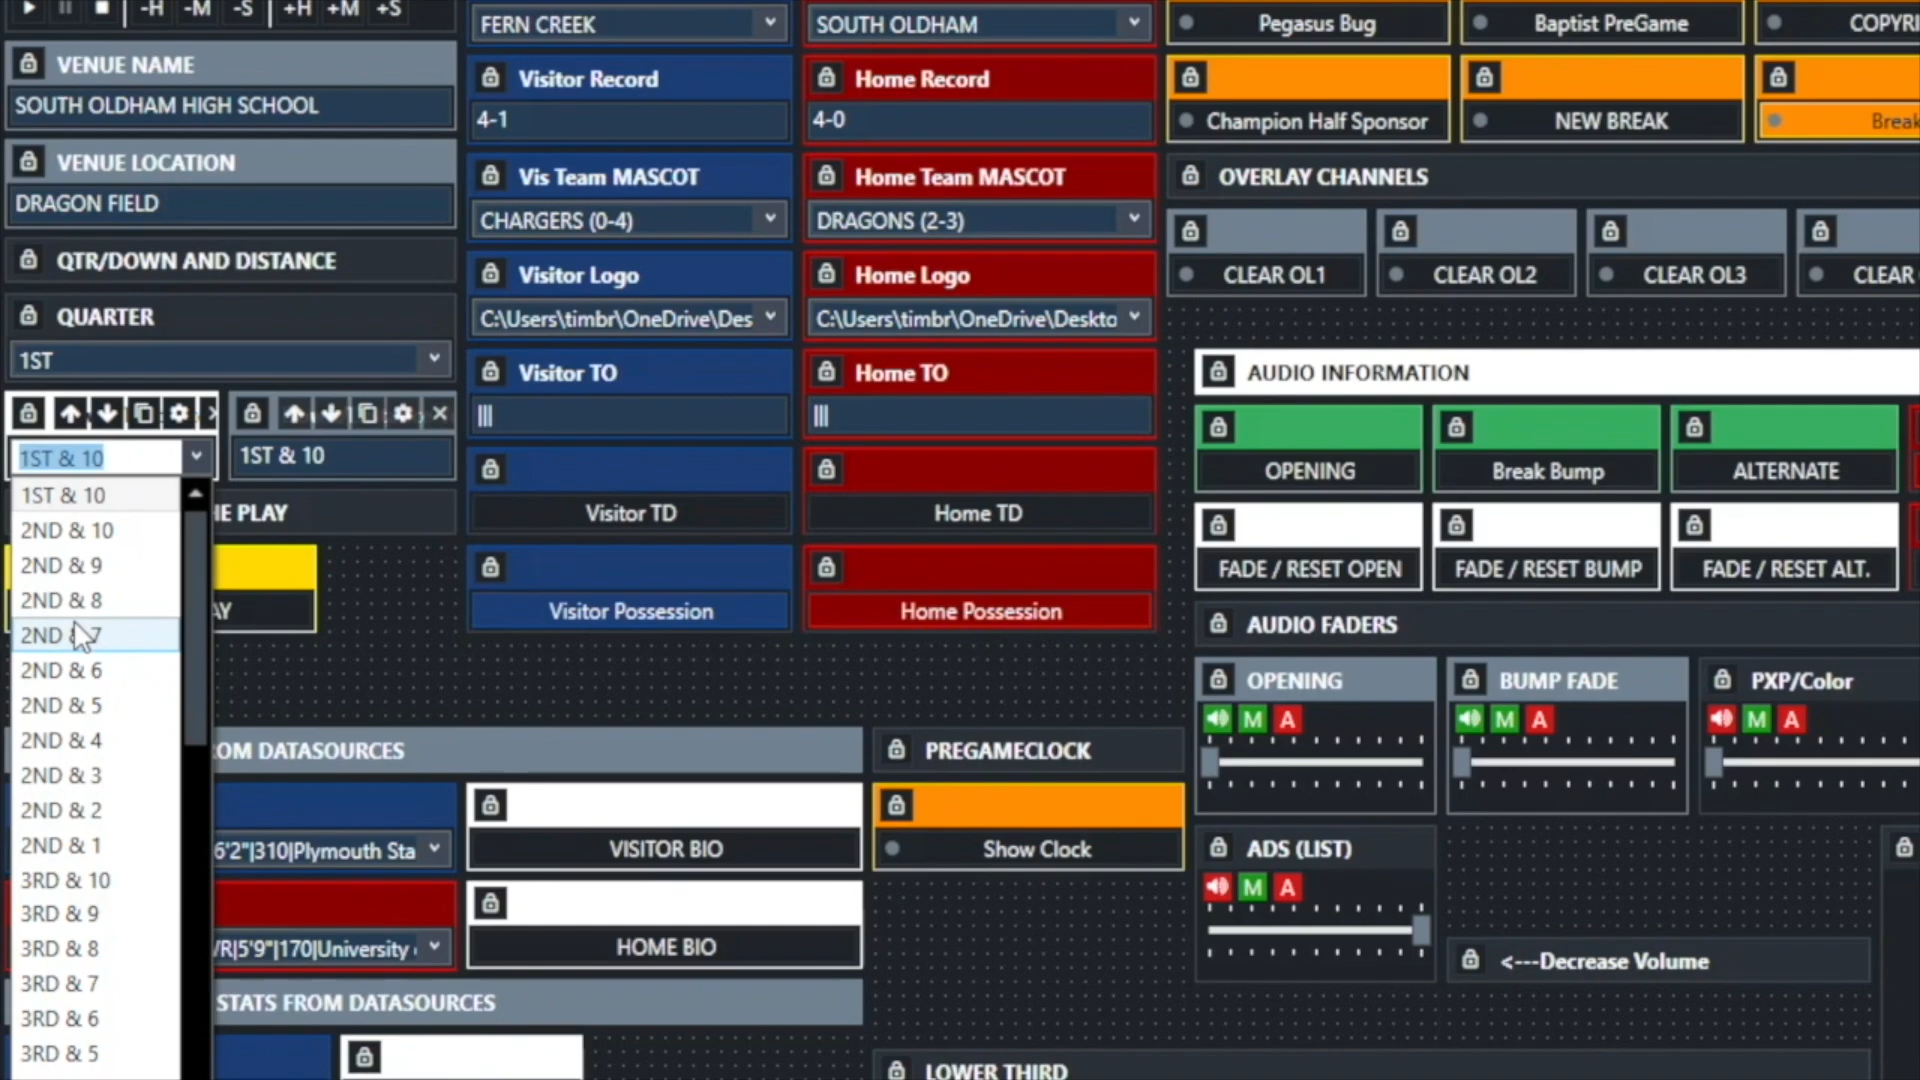 -H -M -S +H +M +S
VENUE NAME
SOUTH OLDHAM HIGH SCHOOL
VENUE LOCATION
DRAGON FIELD
QTR/DOWN AND DISTANCE
QUARTER
1ST
1ST & 10
1ST & 10
1ST & 10
2ND & 10
2ND & 9
2ND & 8
2ND & 7
2ND & 6
2ND & 5
2ND & 4
2ND & 3
2ND & 2
2ND & 1
3RD & 10
3RD & 9
3RD & 8
3RD & 7
3RD & 6
3RD & 5
HE PLAY
AY
FERN CREEK
Visitor Record
4-1
Vis Team MASCOT
CHARGERS (0-4)
Visitor Logo
C:\Users\timbr\OneDrive\Des
Visitor TO
|||
Visitor TD
Visitor Possession
SOUTH OLDHAM
Home Record
4-0
Home Team MASCOT
DRAGONS (2-3)
Home Logo
C:\Users\timbr\OneDrive\Deskto
Home TO
|||
Home TD
Home Possession
OM DATASOURCES
6'2"|310|Plymouth Sta
VISITOR BIO
/R|5'9"|170|University
HOME BIO
STATS FROM DATASOURCES
PREGAMECLOCK
Show Clock
Pegasus Bug
Baptist PreGame
COPYRI
Champion Half Sponsor
NEW BREAK
Break
OVERLAY CHANNELS
CLEAR OL1
CLEAR OL2
CLEAR OL3
CLEAR
AUDIO INFORMATION
OPENING
Break Bump
ALTERNATE
FADE / RESET OPEN
FADE / RESET BUMP
FADE / RESET ALT.
AUDIO FADERS
OPENING
M A
BUMP FADE
M A
PXP/Color
M A
ADS (LIST)
M A
<---Decrease Volume
LOWER THIRD